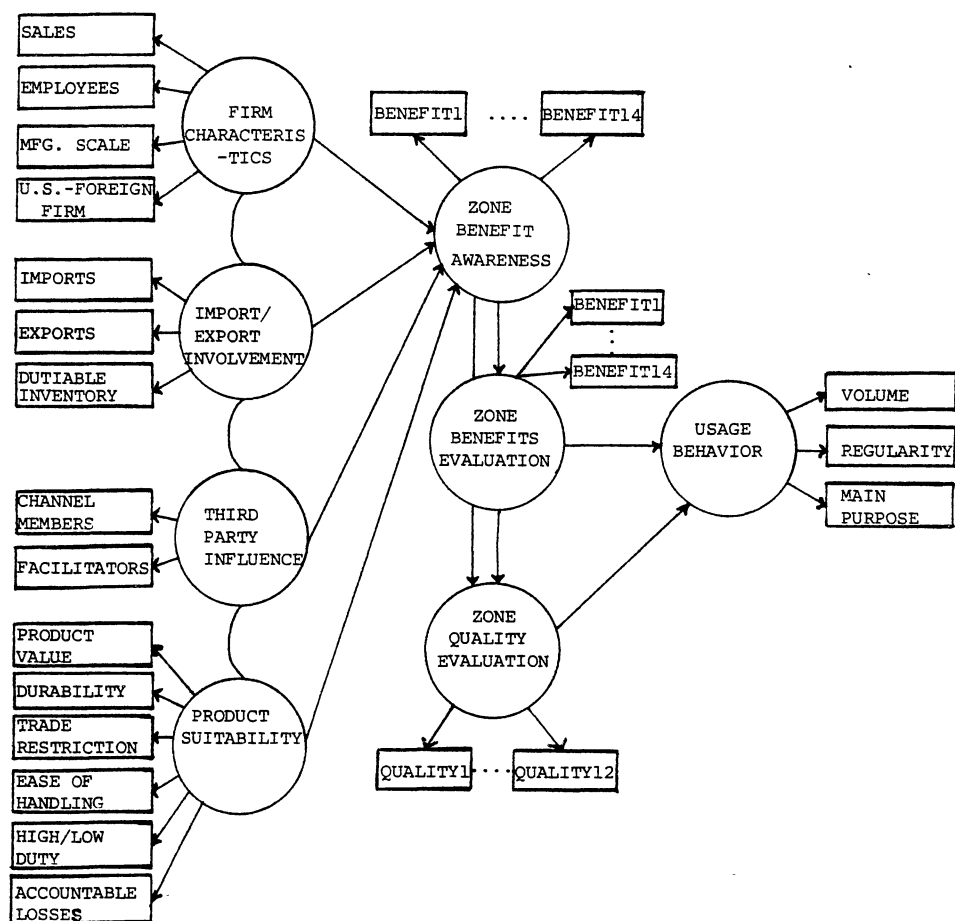 SALES
EMPLOYEES
MFG. SCALE
U.S.-FOREIGN
FIRM
FIRM
CHARACTERIS
-TICS
IMPORTS
EXPORTS
DUTIABLE
INVENTORY
IMPORT/
EXPORT
INVOLVEMENT
CHANNEL
MEMBERS
FACILITATORS
THIRD
PARTY
INFLUENCE
PRODUCT
VALUE
DURABILITY
TRADE
RESTRICTION
EASE OF
HANDLING
HIGH/LOW
DUTY
ACCOUNTABLE
LOSSES
PRODUCT
SUITABILITY
BENEFIT1 .... BENEFIT14
ZONE
BENEFIT
AWARENESS
BENEFIT1
BENEFIT14
ZONE
BENEFITS
EVALUATION
ZONE
QUALITY
EVALUATION
QUALITY1 .... QUALITY12
USAGE
BEHAVIOR
VOLUME
REGULARITY
MAIN
PURPOSE